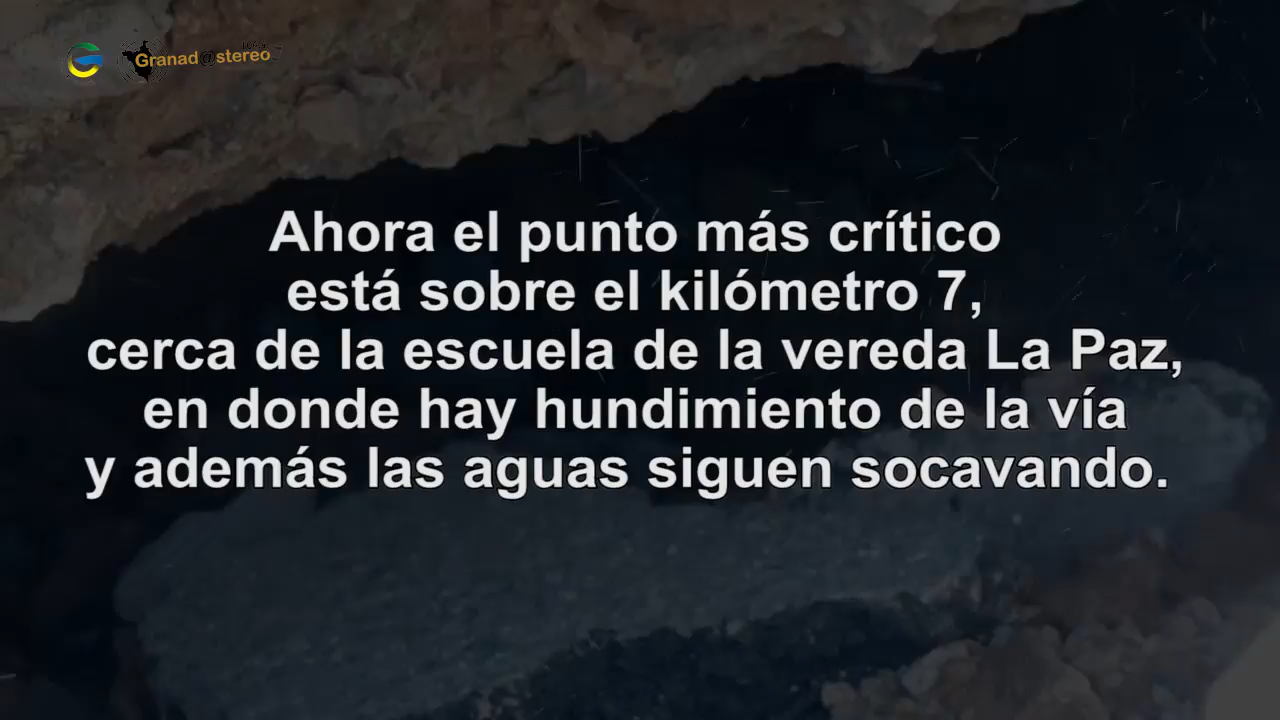 Granad@stereo
Ahora el punto más crítico
está sobre el kilómetro 7,
cerca de la escuela de la vereda La Paz,
en donde hay hundimiento de la vía
y además las aguas siguen socavando.